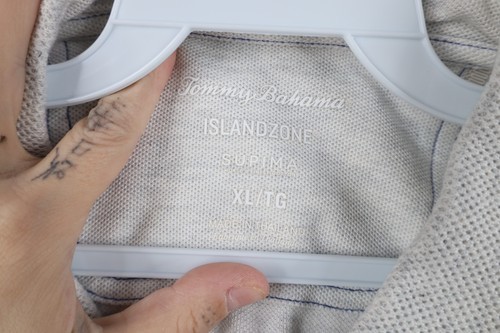 Tommy Bahama
ISLANDZONE
SUPIMA
XL/TG